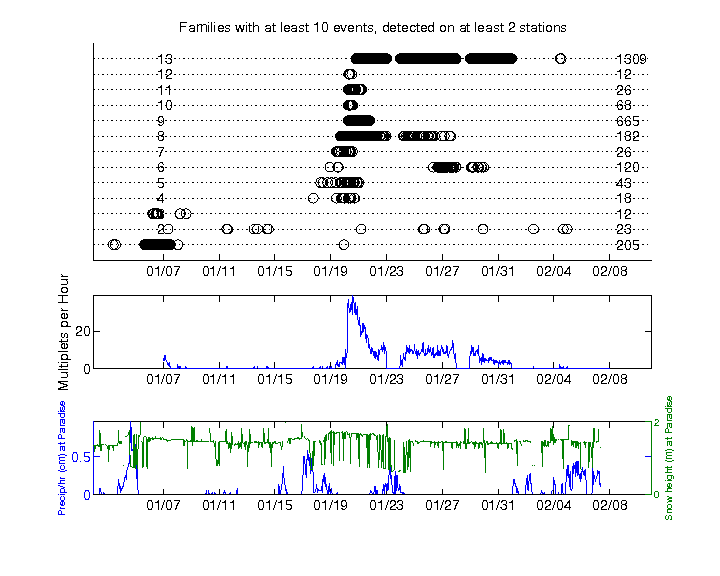 Families with at least 10 events, detected on at least 2 stations
13 1309
12 12
11 26
10 68
9 665
8 182
7 26
6 120
5 43
4 18
3 12
2 23
1 205
01/07 01/11 01/15 01/19 01/23 01/27 01/31 02/04 02/08
Multiplets per Hour
20
0
01/07 01/11 01/15 01/19 01/23 01/27 01/31 02/04 02/08
Precip/hr (cm) at Paradise
0.5
0
2
1
0
Snow height (m) at Paradise
01/07 01/11 01/15 01/19 01/23 01/27 01/31 02/04 02/08